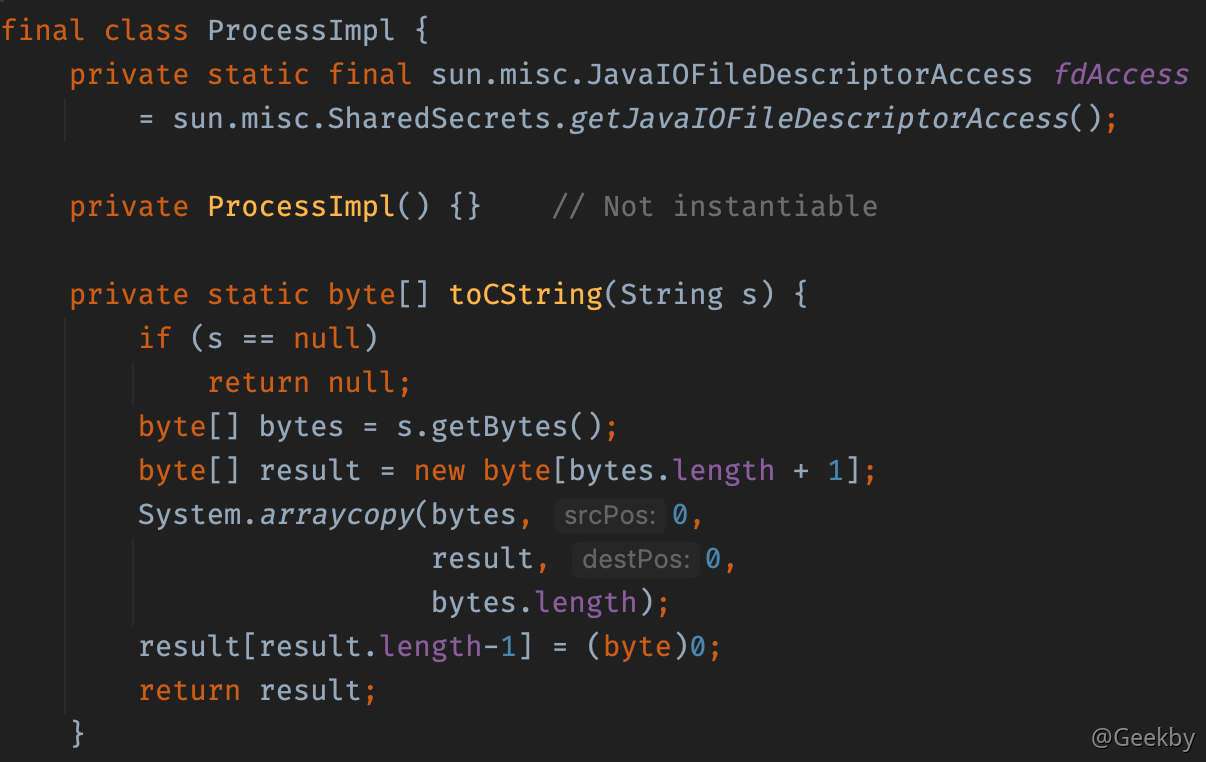 final class ProcessImpl {
    private static final sun.misc.JavaIOFileDescriptorAccess fdAccess
        = sun.misc.SharedSecrets.getJavaIOFileDescriptorAccess();

    private ProcessImpl() {}    // Not instantiable

    private static byte[] toCString(String s) {
        if (s == null)
            return null;
        byte[] bytes = s.getBytes();
        byte[] result = new byte[bytes.length + 1];
        System.arraycopy(bytes, srcPos: 0,
                         result, destPos: 0,
                         bytes.length);
        result[result.length-1] = (byte)0;
        return result;
    }
@Geekby